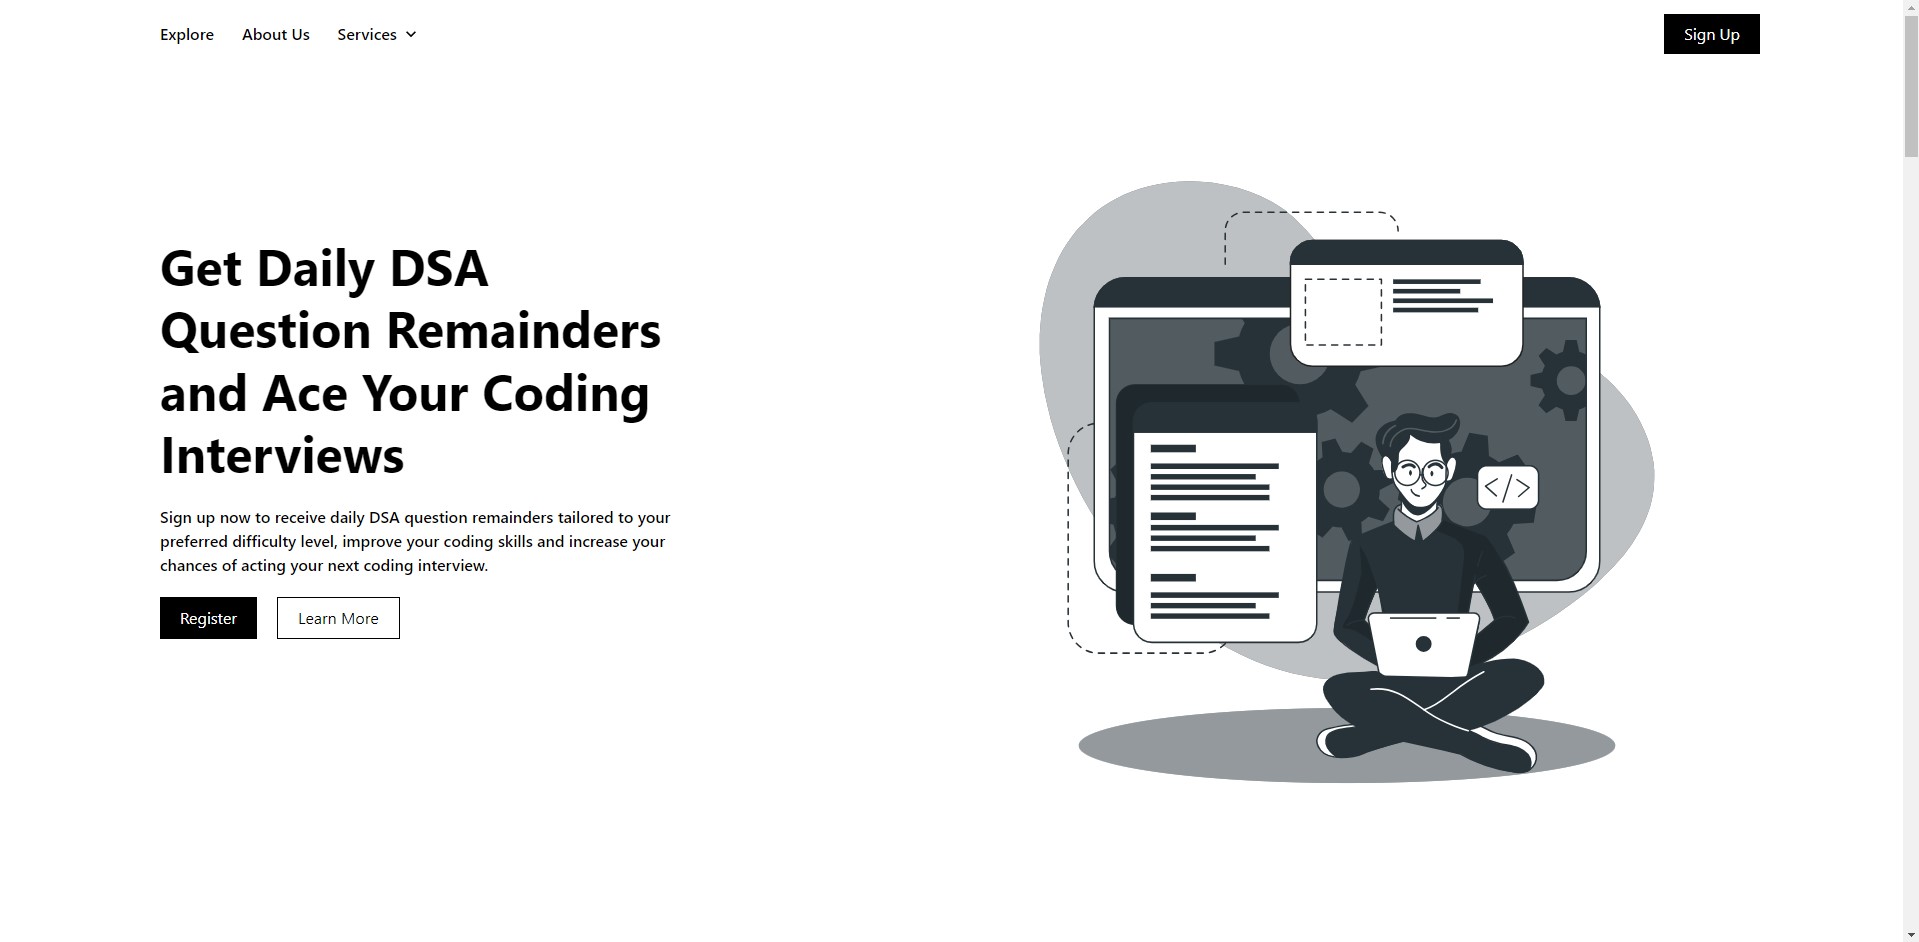 Explore About Us Services
Sign Up
Get Daily DSA
Question Remainders
and Ace Your Coding
Interviews
Sign up now to receive daily DSA question remainders tailored to your
preferred difficulty level, improve your coding skills and increase your
chances of acting your next coding interview.
Register Learn More
</>